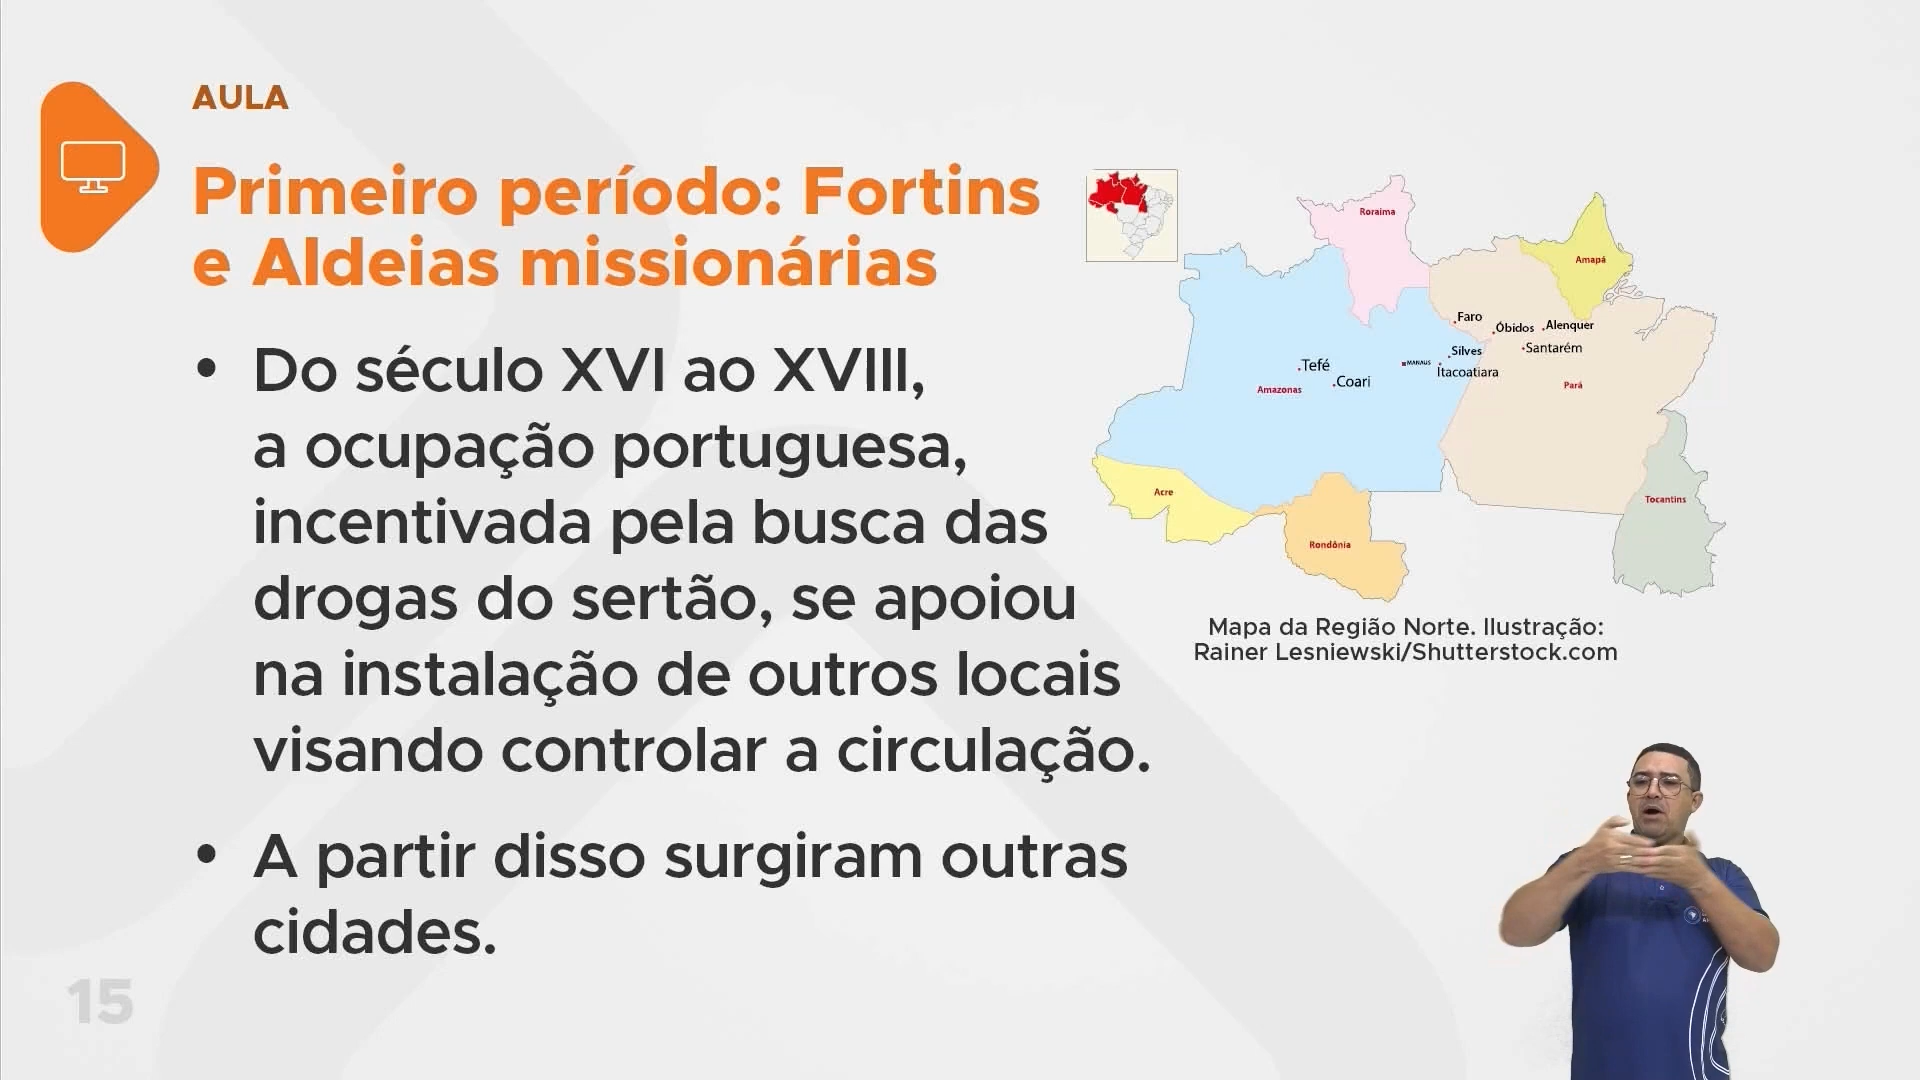 AULA
Primeiro período: Fortins
e Aldeias missionárias
• Do século XVI ao XVIII,
a ocupação portuguesa,
incentivada pela busca das
drogas do sertão, se apoiou
na instalação de outros locais
visando controlar a circulação.
• A partir disso surgiram outras
cidades.
Roraima
Amapá
Faro
Óbidos
Alenquer
Santarém
Silves
MANAUS
Itacoatiara
Tefé
Coari
Amazonas
Pará
Acre
Rondônia
Tocantins
Mapa da Região Norte. Ilustração:
Rainer Lesniewski/Shutterstock.com
15